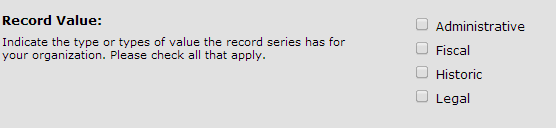 Record Value:
Indicate the type or types of value the record series has for
your organization. Please check all that apply.
Administrative
Fiscal
Historic
Legal